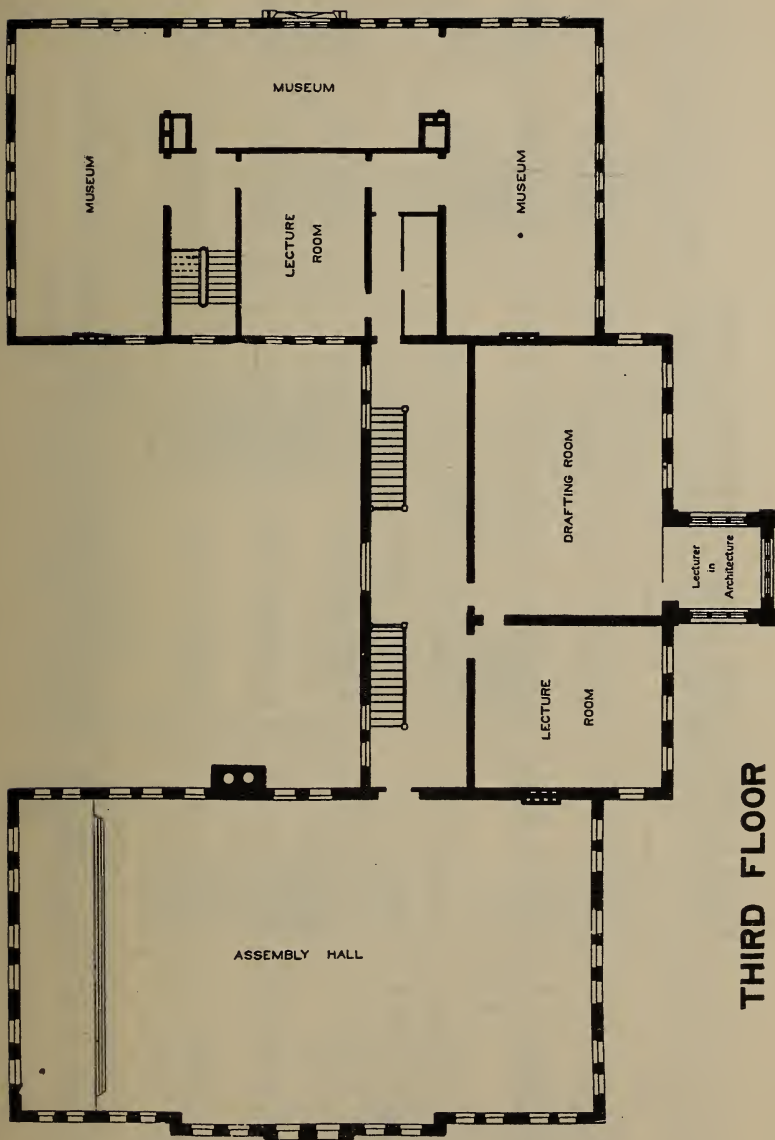 MUSEUM
MUSEUM
MUSEUM
LECTURE
ROOM
DRAFTING ROOM
Lecturer
in
Architecture
LECTURE
ROOM
ASSEMBLY HALL
THIRD FLOOR